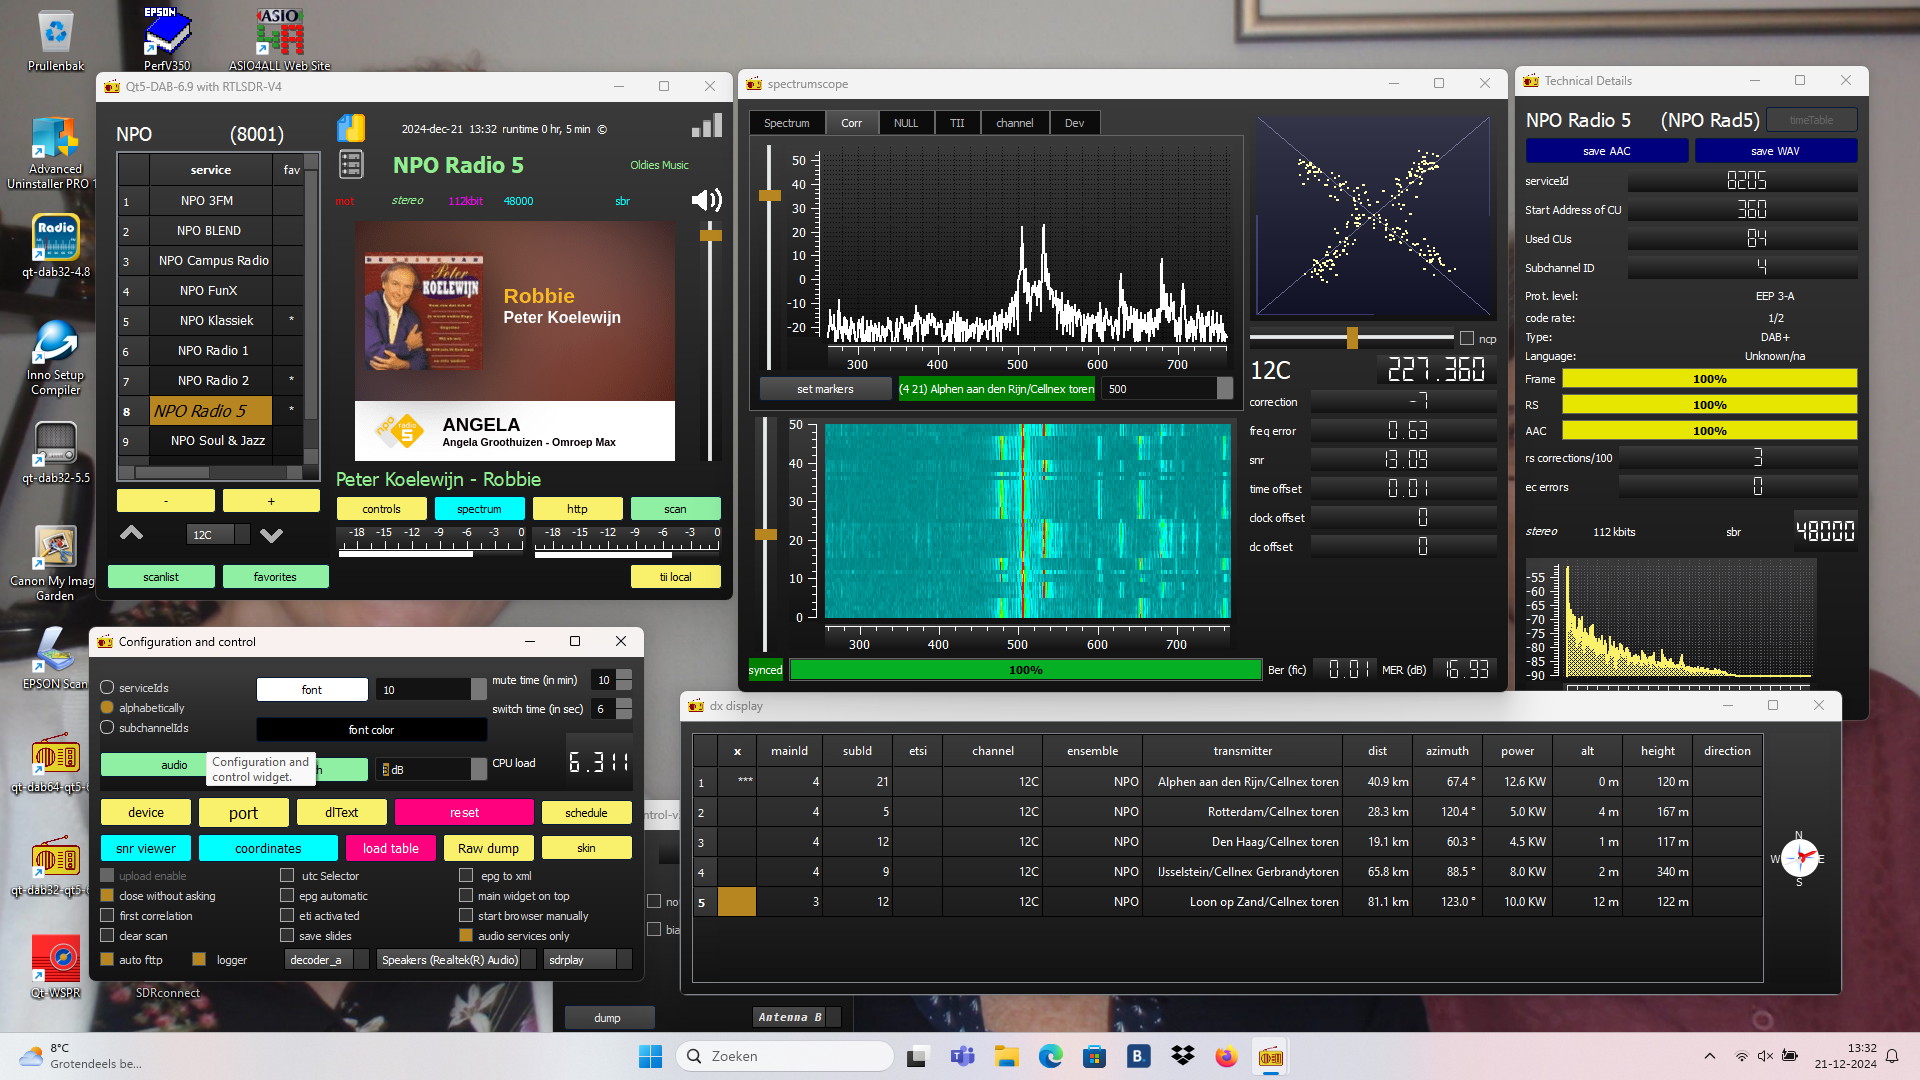 Prullenbak
EPSON
PerfV350
ASIO
ASIO4ALL Web Site
Advanced
Uninstaller PRO 1
Radio
qt-dab32-4.8
Inno Setup
Compiler
qt-dab32-5.5
Canon My Imag
Garden
EPSON Scan
qt-dab64-qt5-6
qt-dab32-qt5-6
Qt-WSPR
SDRconnect
Qt5-DAB-6.9 with RTLSDR-V4
NPO (8001)
2024-dec-21 13:32 runtime 0 hr, 5 min ©
service fav
1 NPO 3FM
2 NPO BLEND
3 NPO Campus Radio
4 NPO FunX
5 NPO Klassiek *
6 NPO Radio 1
7 NPO Radio 2 *
8 NPO Radio 5 *
9 NPO Soul & Jazz
NPO Radio 5
Oldies Music
mot stereo 112kbit 48000 sbr
DE BESTE VAN
Peter
KOELEWIJN
Robbie
Peter Koelewijn
npo radio 5
ANGELA
Angela Groothuizen - Omroep Max
Peter Koelewijn - Robbie
- +
controls spectrum http scan
12C
-18 -15 -12 -9 -6 -3 0
-18 -15 -12 -9 -6 -3 0
scanlist favorites tii local
spectrumscope
Spectrum Corr NULL TII channel Dev
50
40
30
20
10
0
-10
-20
300 400 500 600 700
set markers (4 21) Alphen aan den Rijn/Cellnex toren 500
50
40
30
20
10
0
300 400 500 600 700
synced 100% Ber (fic) 0.01 MER (dB) 16.93
ncp
12C 227.360
correction -7
freq error 0.63
snr 13.09
time offset 0.01
clock offset 0
dc offset 0
Technical Details
NPO Radio 5 (NPO Rad5) timeTable
save AAC save WAV
serviceId 8205
Start Address of CU 360
Used CUs 84
Subchannel ID 4
Prot. level: EEP 3-A
code rate: 1/2
Type: DAB+
Language: Unknown/na
Frame 100%
RS 100%
AAC 100%
rs corrections/100 3
ec errors 0
stereo 112 kbits sbr 48000
-55
-60
-65
-70
-75
-80
-85
-90
Configuration and control
serviceIds
alphabetically
subchannelIds
font 10
font color
mute time (in min) 10
switch time (in sec) 6
audio
Configuration and
control widget.
h
3 dB
CPU load 6.311
device port dlText reset schedule
snr viewer coordinates load table Raw dump skin
upload enable utc Selector epg to xml
close without asking epg automatic main widget on top
first correlation eti activated start browser manually
clear scan save slides audio services only
auto fttp logger decoder_a Speakers (Realtek(R) Audio) sdrplay
ntrol-v
no
bia
dump Antenna B
dx display
x mainId subId etsi channel ensemble transmitter dist azimuth power alt height direction
1 *** 4 21 12C NPO Alphen aan den Rijn/Cellnex toren 40.9 km 67.4 ° 12.6 KW 0 m 120 m
2 4 5 12C NPO Rotterdam/Cellnex toren 28.3 km 120.4 ° 5.0 KW 4 m 167 m
3 4 12 12C NPO Den Haag/Cellnex toren 19.1 km 60.3 ° 4.5 KW 1 m 117 m
4 4 9 12C NPO IJsselstein/Cellnex Gerbrandytoren 65.8 km 88.5 ° 8.0 KW 2 m 340 m
5 3 12 12C NPO Loon op Zand/Cellnex toren 81.1 km 123.0 ° 10.0 KW 12 m 122 m
N
W E
S
8°C
Grotendeels be...
Zoeken
B.
13:32
21-12-2024